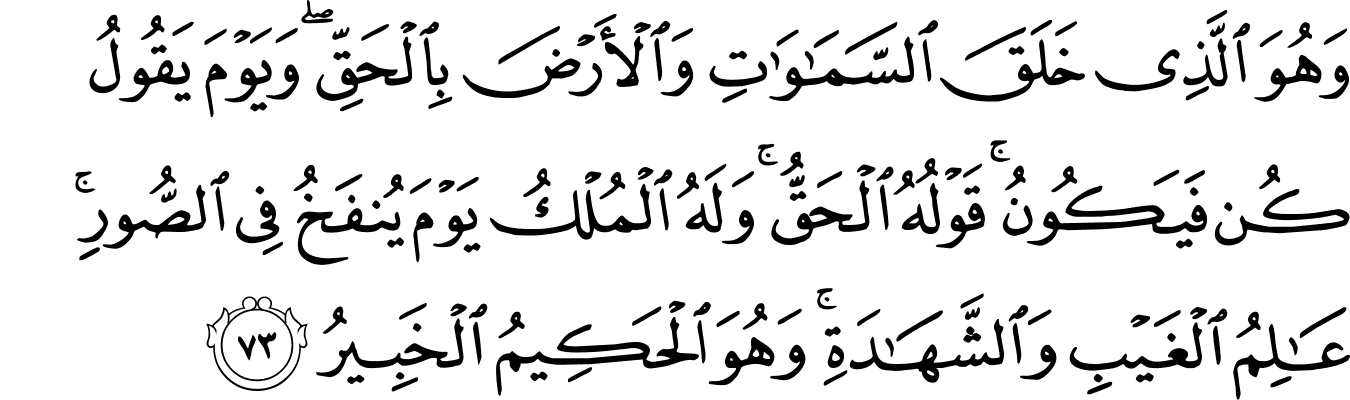 وَهُوَ ٱلَّذِى خَلَقَ ٱلسَّمَـٰوَٰتِ وَٱلْأَرْضَ بِٱلْحَقِّ ۖ وَيَوْمَ يَقُولُ
كُن فَيَكُونُ ۚ قَوْلُهُ ٱلْحَقُّ ۚ وَلَهُ ٱلْمُلْكُ يَوْمَ يُنفَخُ فِى ٱلصُّورِ ۚ
عَـٰلِمُ ٱلْغَيْبِ وَٱلشَّهَـٰدَةِ ۚ وَهُوَ ٱلْحَكِيمُ ٱلْخَبِيرُ ٧٣